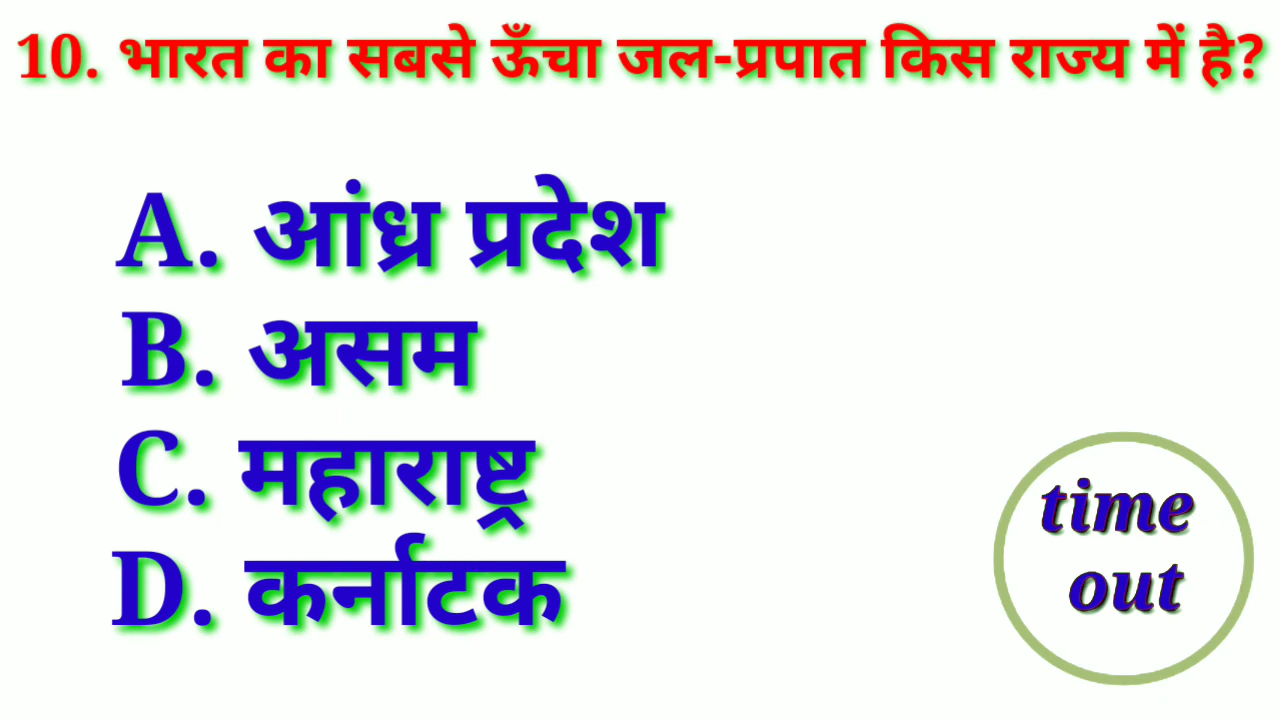 10. भारत का सबसे ऊँचा जल-प्रपात किस राज्य में है?
A. आंध्र प्रदेश
B. असम
C. महाराष्ट्र
D. कर्नाटक
time
out